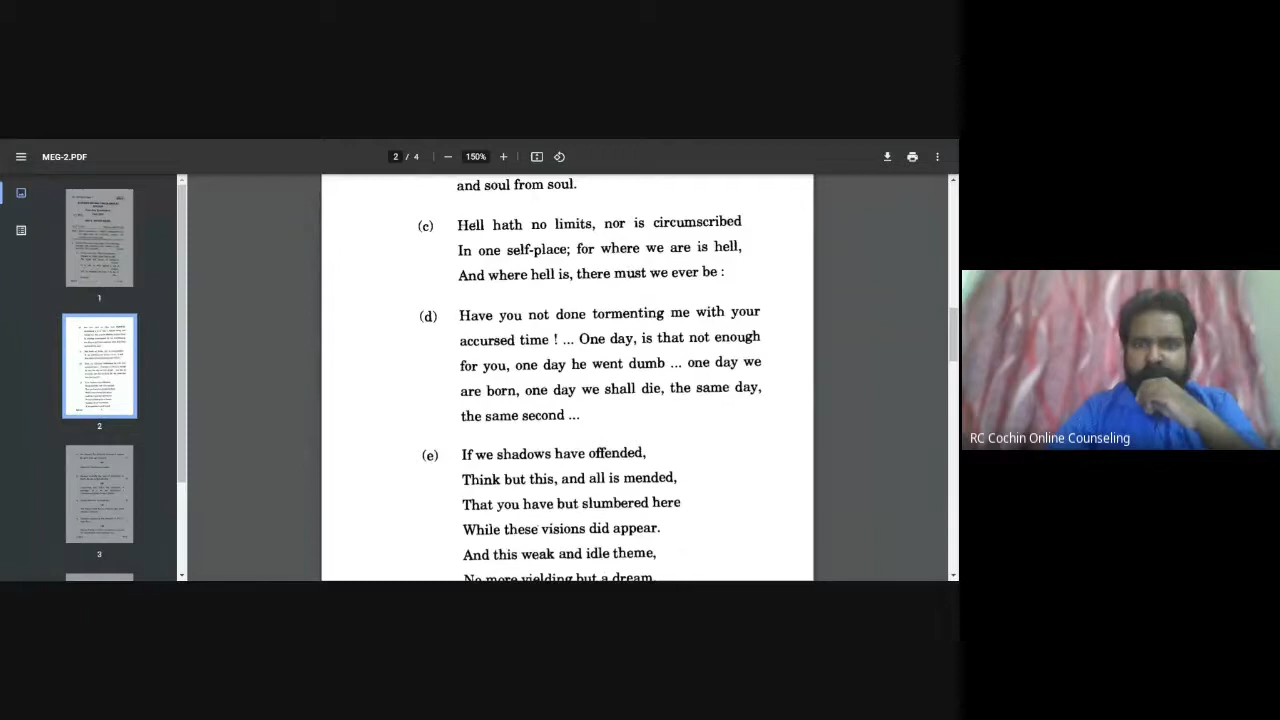 MEG-2.PDF
2 / 4
150%
and soul from soul.
(c) Hell hath no limits, nor is circumscribed
In one self-place; for where we are is hell,
And where hell is, there must we ever be :
(d) Have you not done tormenting me with your
accursed time ! ... One day, is that not enough
for you, one day he went dumb ... one day we
are born, one day we shall die, the same day,
the same second ...
(e) If we shadows have offended,
Think but this, and all is mended,
That you have but slumbered here
While these visions did appear.
And this weak and idle theme,
No more yielding but a dream,
1
2
3
RC Cochin Online Counseling